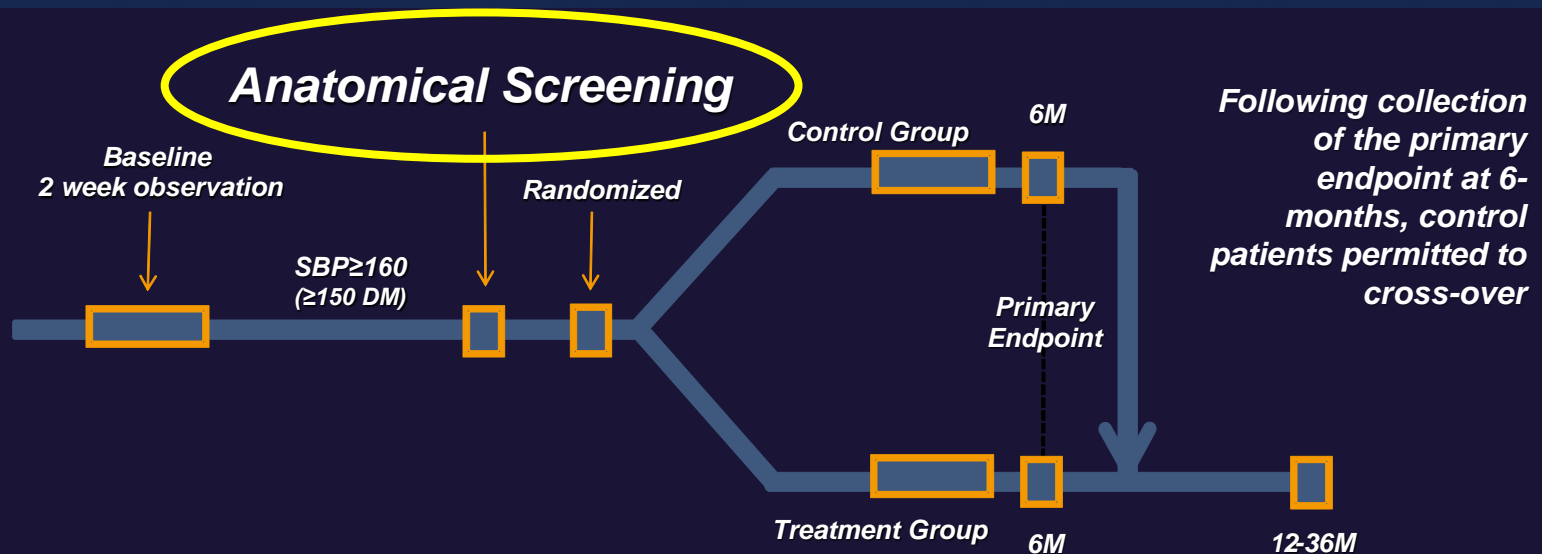 Anatomical Screening
Baseline
2 week observation
SBP≥160
(≥150 DM)
Randomized
Control Group
6M
Primary
Endpoint
Treatment Group
6M
12-36M
Following collection
of the primary
endpoint at 6-
months, control
patients permitted to
cross-over